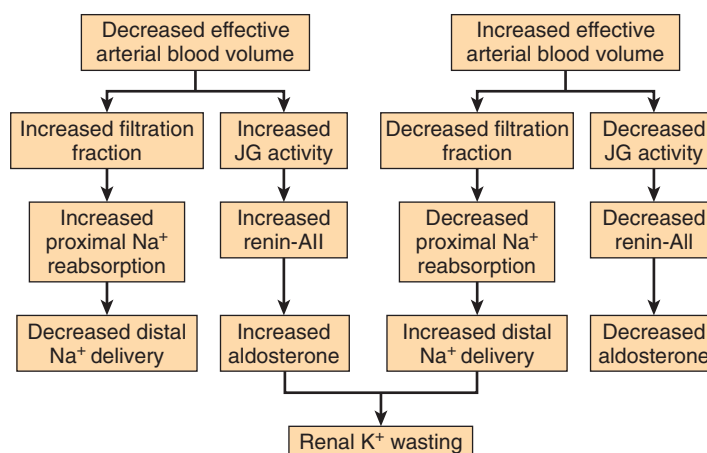 Decreased effective
arterial blood volume
Increased effective
arterial blood volume
Increased filtration
fraction
Increased
JG activity
Decreased filtration
fraction
Decreased
JG activity
Increased
proximal Na⁺
reabsorption
Increased
renin-AII
Decreased
proximal Na⁺
reabsorption
Decreased
renin-AII
Decreased distal
Na⁺ delivery
Increased
aldosterone
Increased distal
Na⁺ delivery
Decreased
aldosterone
Renal K⁺ wasting